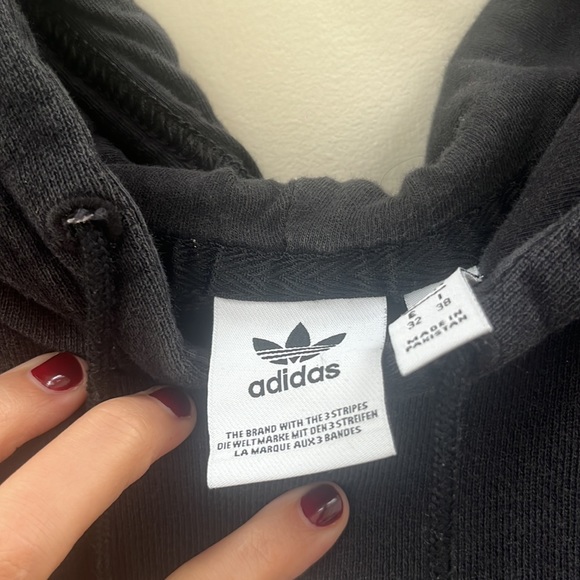 adidas
THE BRAND WITH THE 3 STRIPES
DIE WELTMARKE MIT DEN 3 STREIFEN
LA MARQUE AUX 3 BANDES
E I
32 38
MADE IN
PAKISTAN